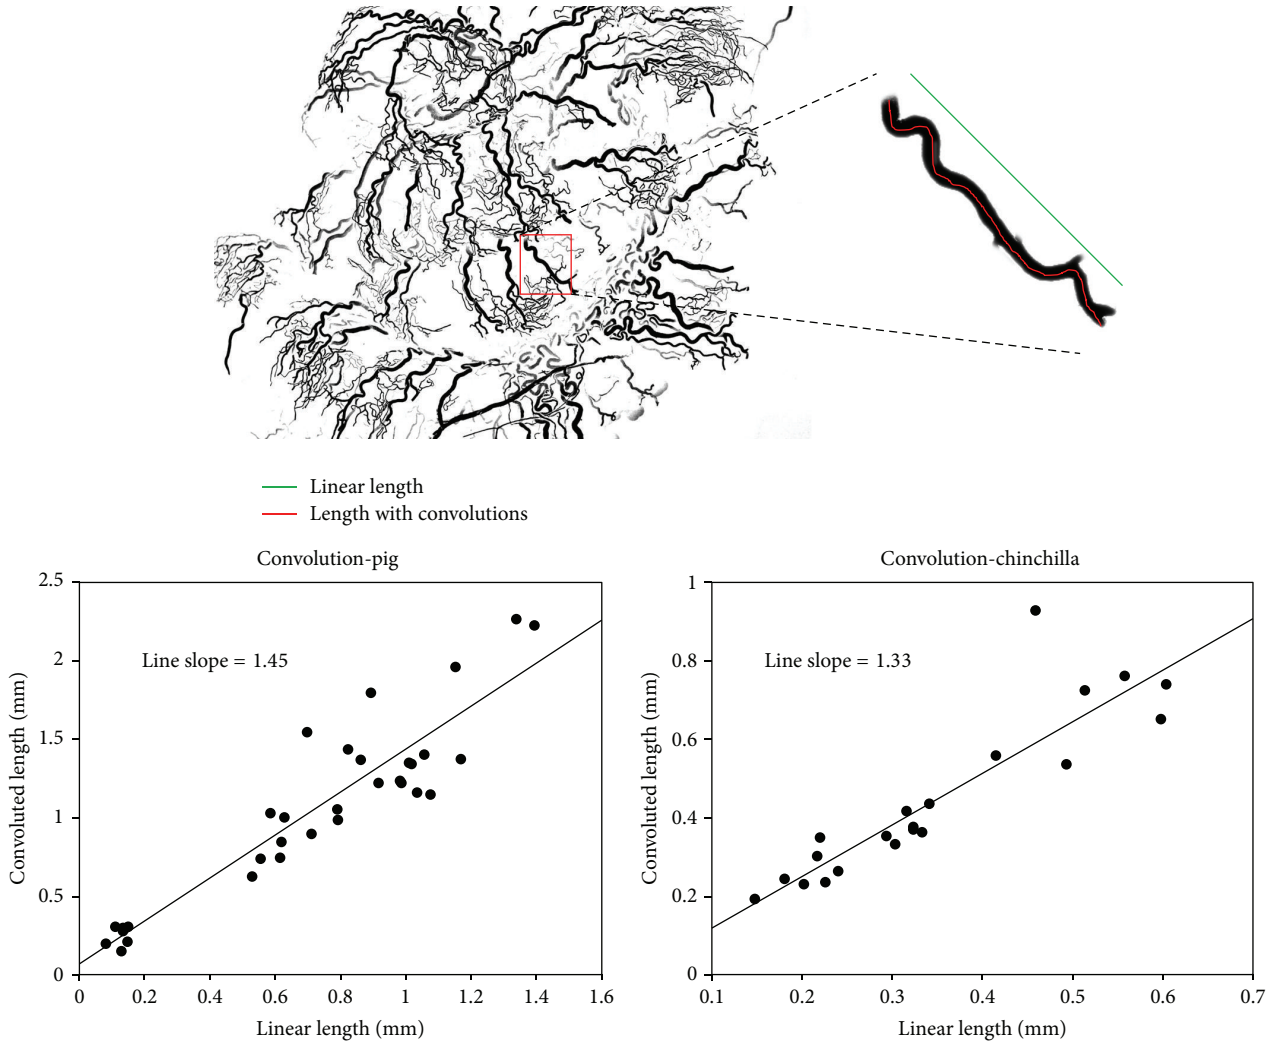 Linear length
Length with convolutions
Convolution-pig
2.5
2
1.5
1
0.5
0
Convoluted length (mm)
Line slope = 1.45
0 0.2 0.4 0.6 0.8 1 1.2 1.4 1.6
Linear length (mm)
Convolution-chinchilla
1
0.8
0.6
0.4
0.2
0
Convoluted length (mm)
Line slope = 1.33
0.1 0.2 0.3 0.4 0.5 0.6 0.7
Linear length (mm)